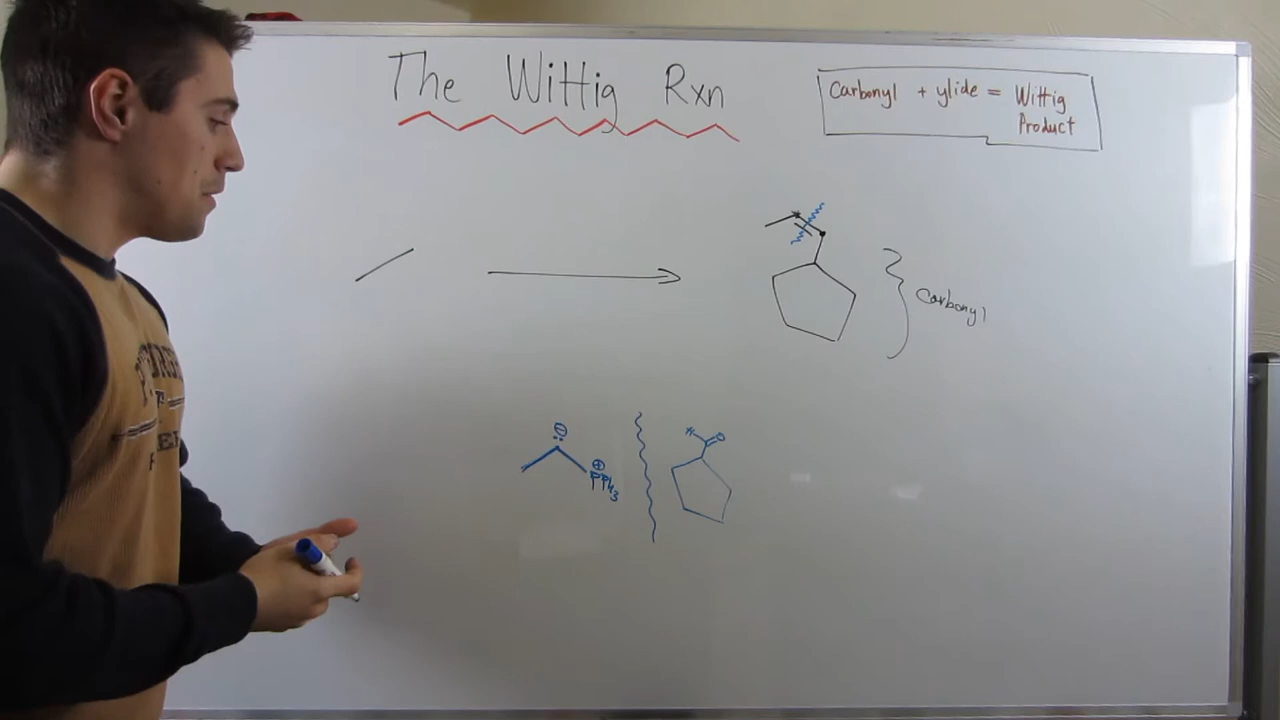 The Wittig Rxn
Carbonyl + ylide = Wittig
Product
Carbonyl
H O
⊖
⊕
PPh3